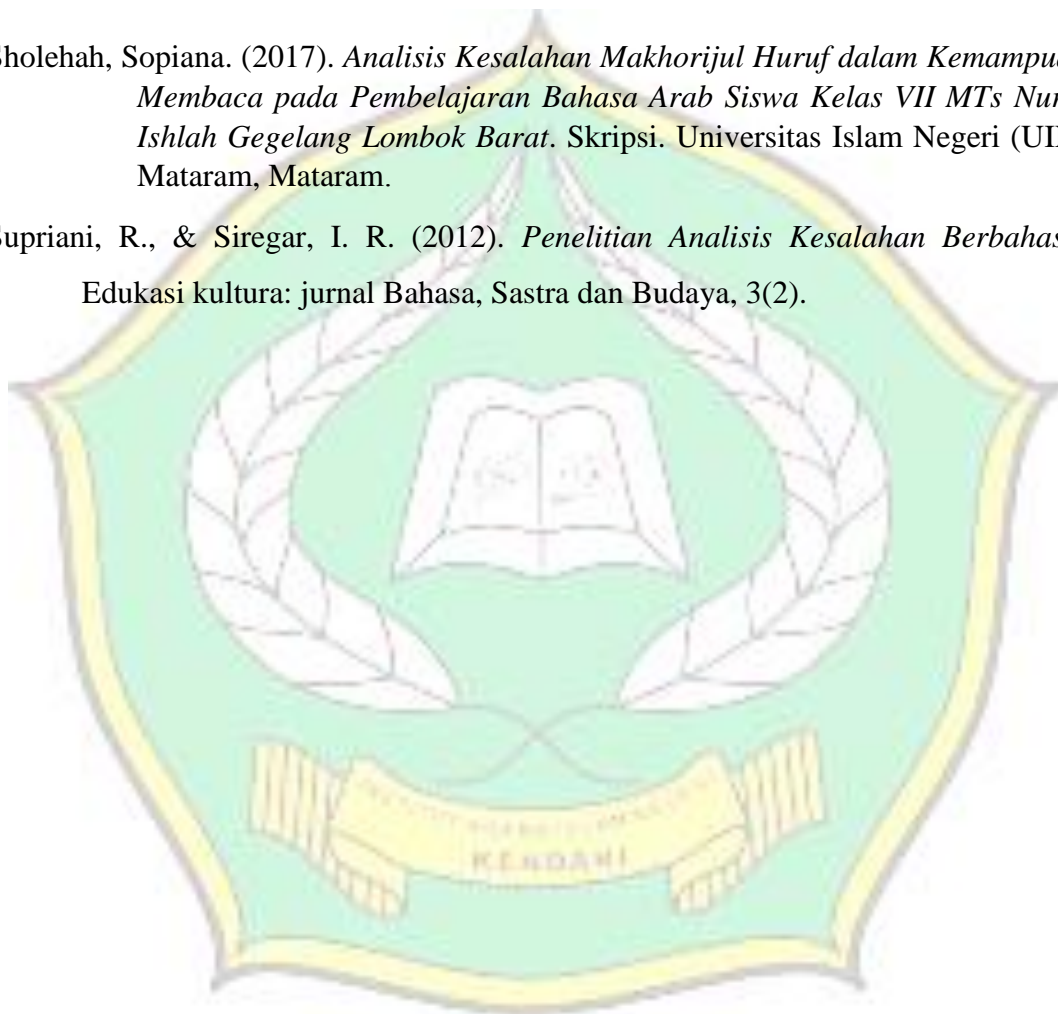 Sholehah, Sopiana. (2017). Analisis Kesalahan Makhorijul Huruf dalam Kemampua
Membaca pada Pembelajaran Bahasa Arab Siswa Kelas VII MTs Nur
Ishlah Gegelang Lombok Barat. Skripsi. Universitas Islam Negeri
Mataram, Mataram.
Supriani, R., & Siregar, I. R. (2012). Penelitian Analisis Kesalahan Berbahas
Edukasi kultura: jurnal Bahasa, Sastra dan Budaya, 3(2).
KENDARI